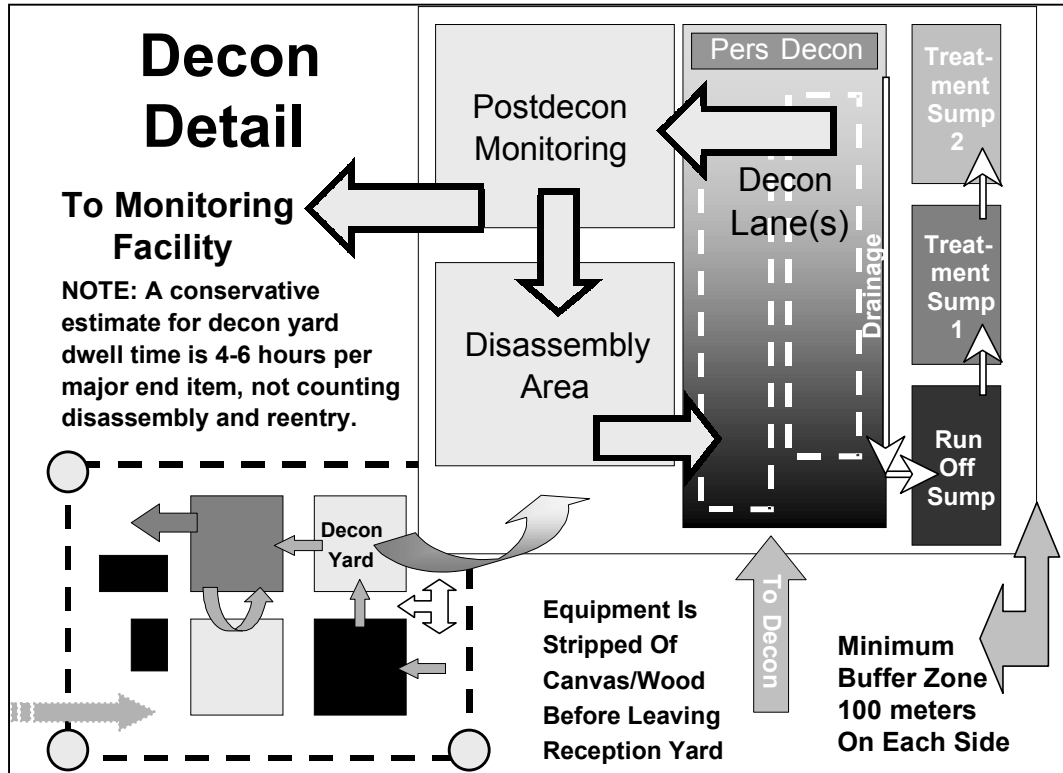 Decon
Detail
To Monitoring
Facility
NOTE: A conservative
estimate for decon yard
dwell time is 4-6 hours per
major end item, not counting
disassembly and reentry.
Postdecon
Monitoring
Disassembly
Area
Pers Decon
Decon
Lane(s)
Drainage
Treat-
ment
Sump
2
Treat-
ment
Sump
1
Run
Off
Sump
Decon
Yard
Equipment Is
Stripped Of
Canvas/Wood
Before Leaving
Reception Yard
To Decon
Minimum
Buffer Zone
100 meters
On Each Side